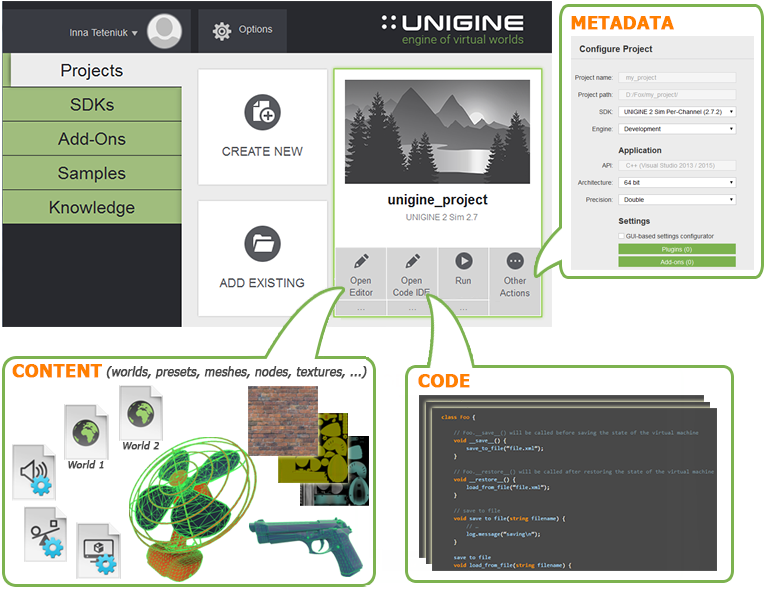 Inna Teteniuk ▾
Options
UNIGINE
engine of virtual worlds
Projects
SDKs
Add-Ons
Samples
Knowledge
CREATE NEW
ADD EXISTING
unigine_project
UNIGINE 2 Sim 2.7
Open
Editor
...
Open
Code IDE
...
Run
...
Other
Actions
METADATA
Configure Project
Project name: my_project
Project path: D:/Fox/my_project/
SDK: UNIGINE 2 Sim Per-Channel (2.7.2)
Engine: Development
Application
API: C++ (Visual Studio 2013 / 2015)
Architecture: 64 bit
Precision: Double
Settings
GUI-based settings configurator
Plugins (0)
Add-ons (0)
CONTENT (worlds, presets, meshes, nodes, textures, ...)
World 1
World 2
CODE
class Foo {
// Foo.__save__() will be called before saving the state of the virtual machine
void __save__() {
save_to_file("file.xml");
}
// Foo.__restore__() will be called after restoring the state of the virtual machine
void __restore__() {
load_from_file("file.xml");
}
// save to file
void save to file(string filename) {
// …
log.message("saving\n");
}
save to file
void load_from_file(string filename) {